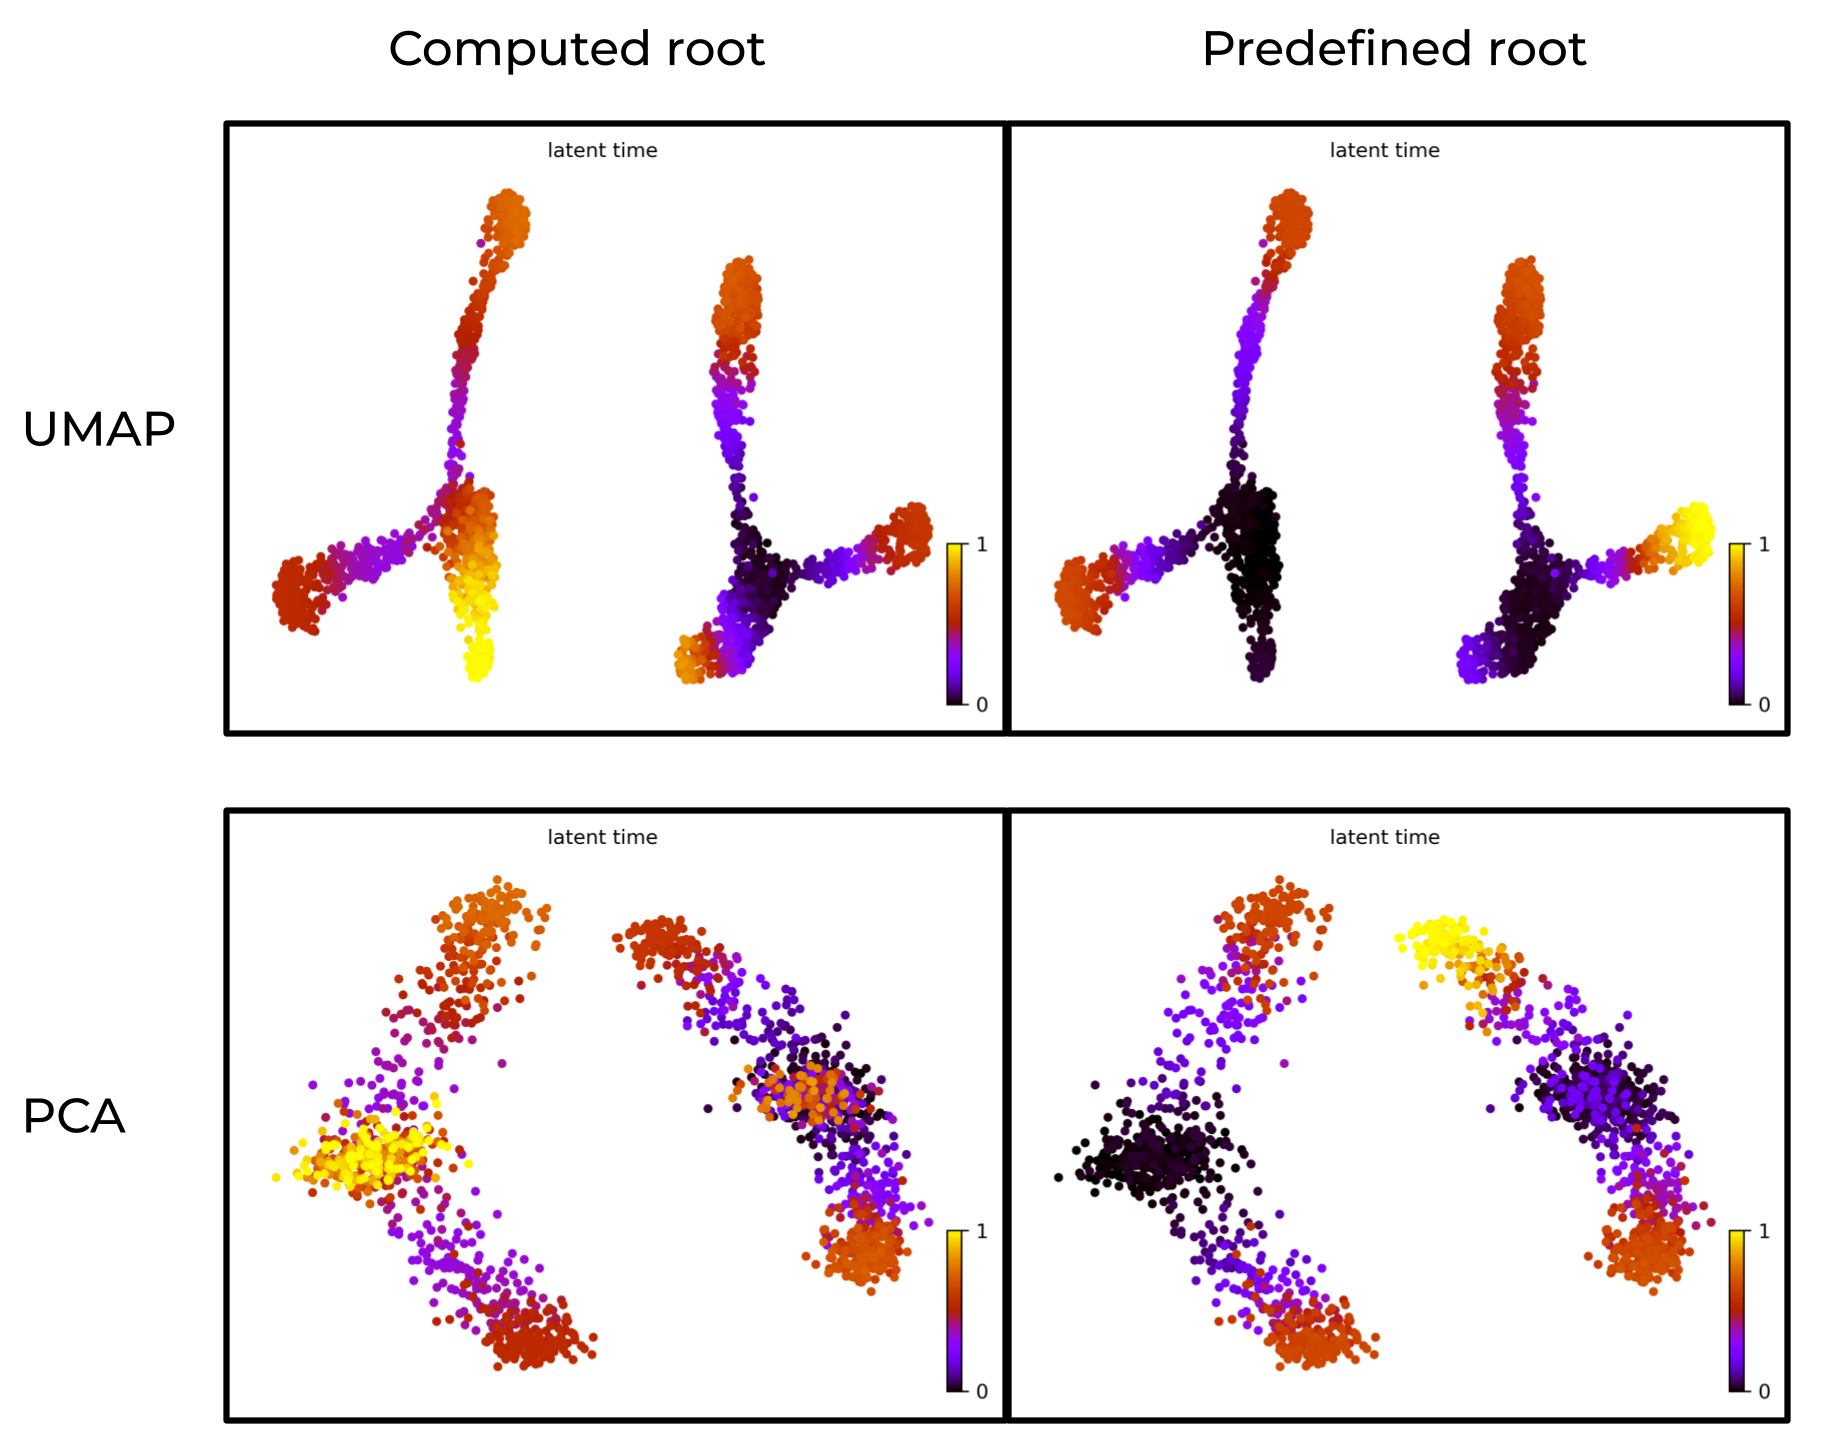 Computed root
Predefined root
latent time
latent time
UMAP
1
0
1
0
latent time
latent time
PCA
1
0
1
0